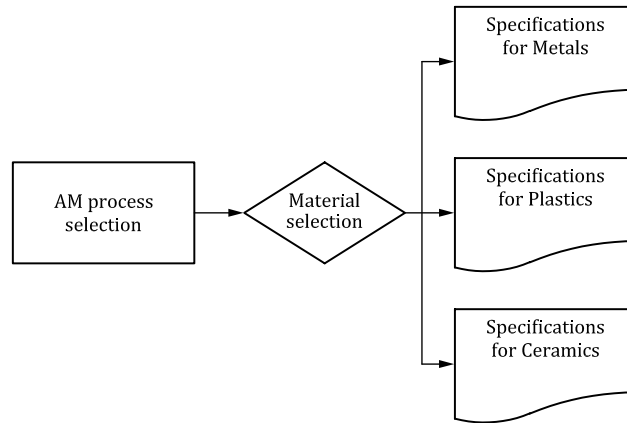 AM process
selection
Material
selection
Specifications
for Metals
Specifications
for Plastics
Specifications
for Ceramics